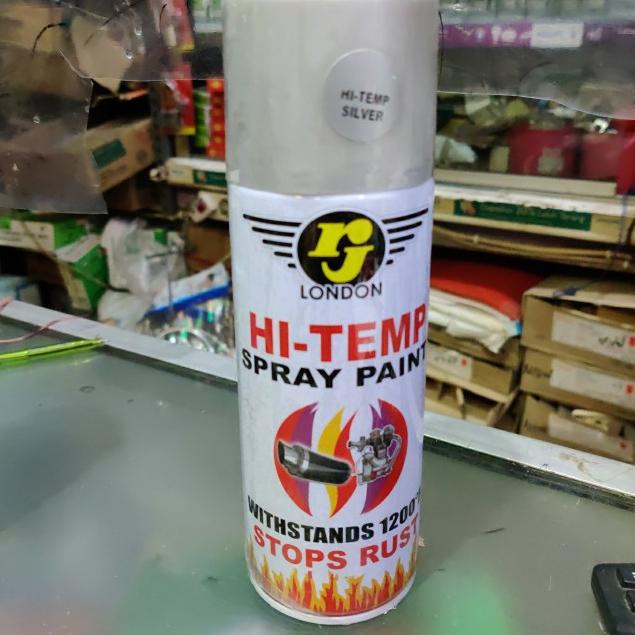 HI-TEMP
SILVER
rj
LONDON
HI-TEMP
SPRAY PAINT
WITHSTANDS 1200°
STOPS RUST